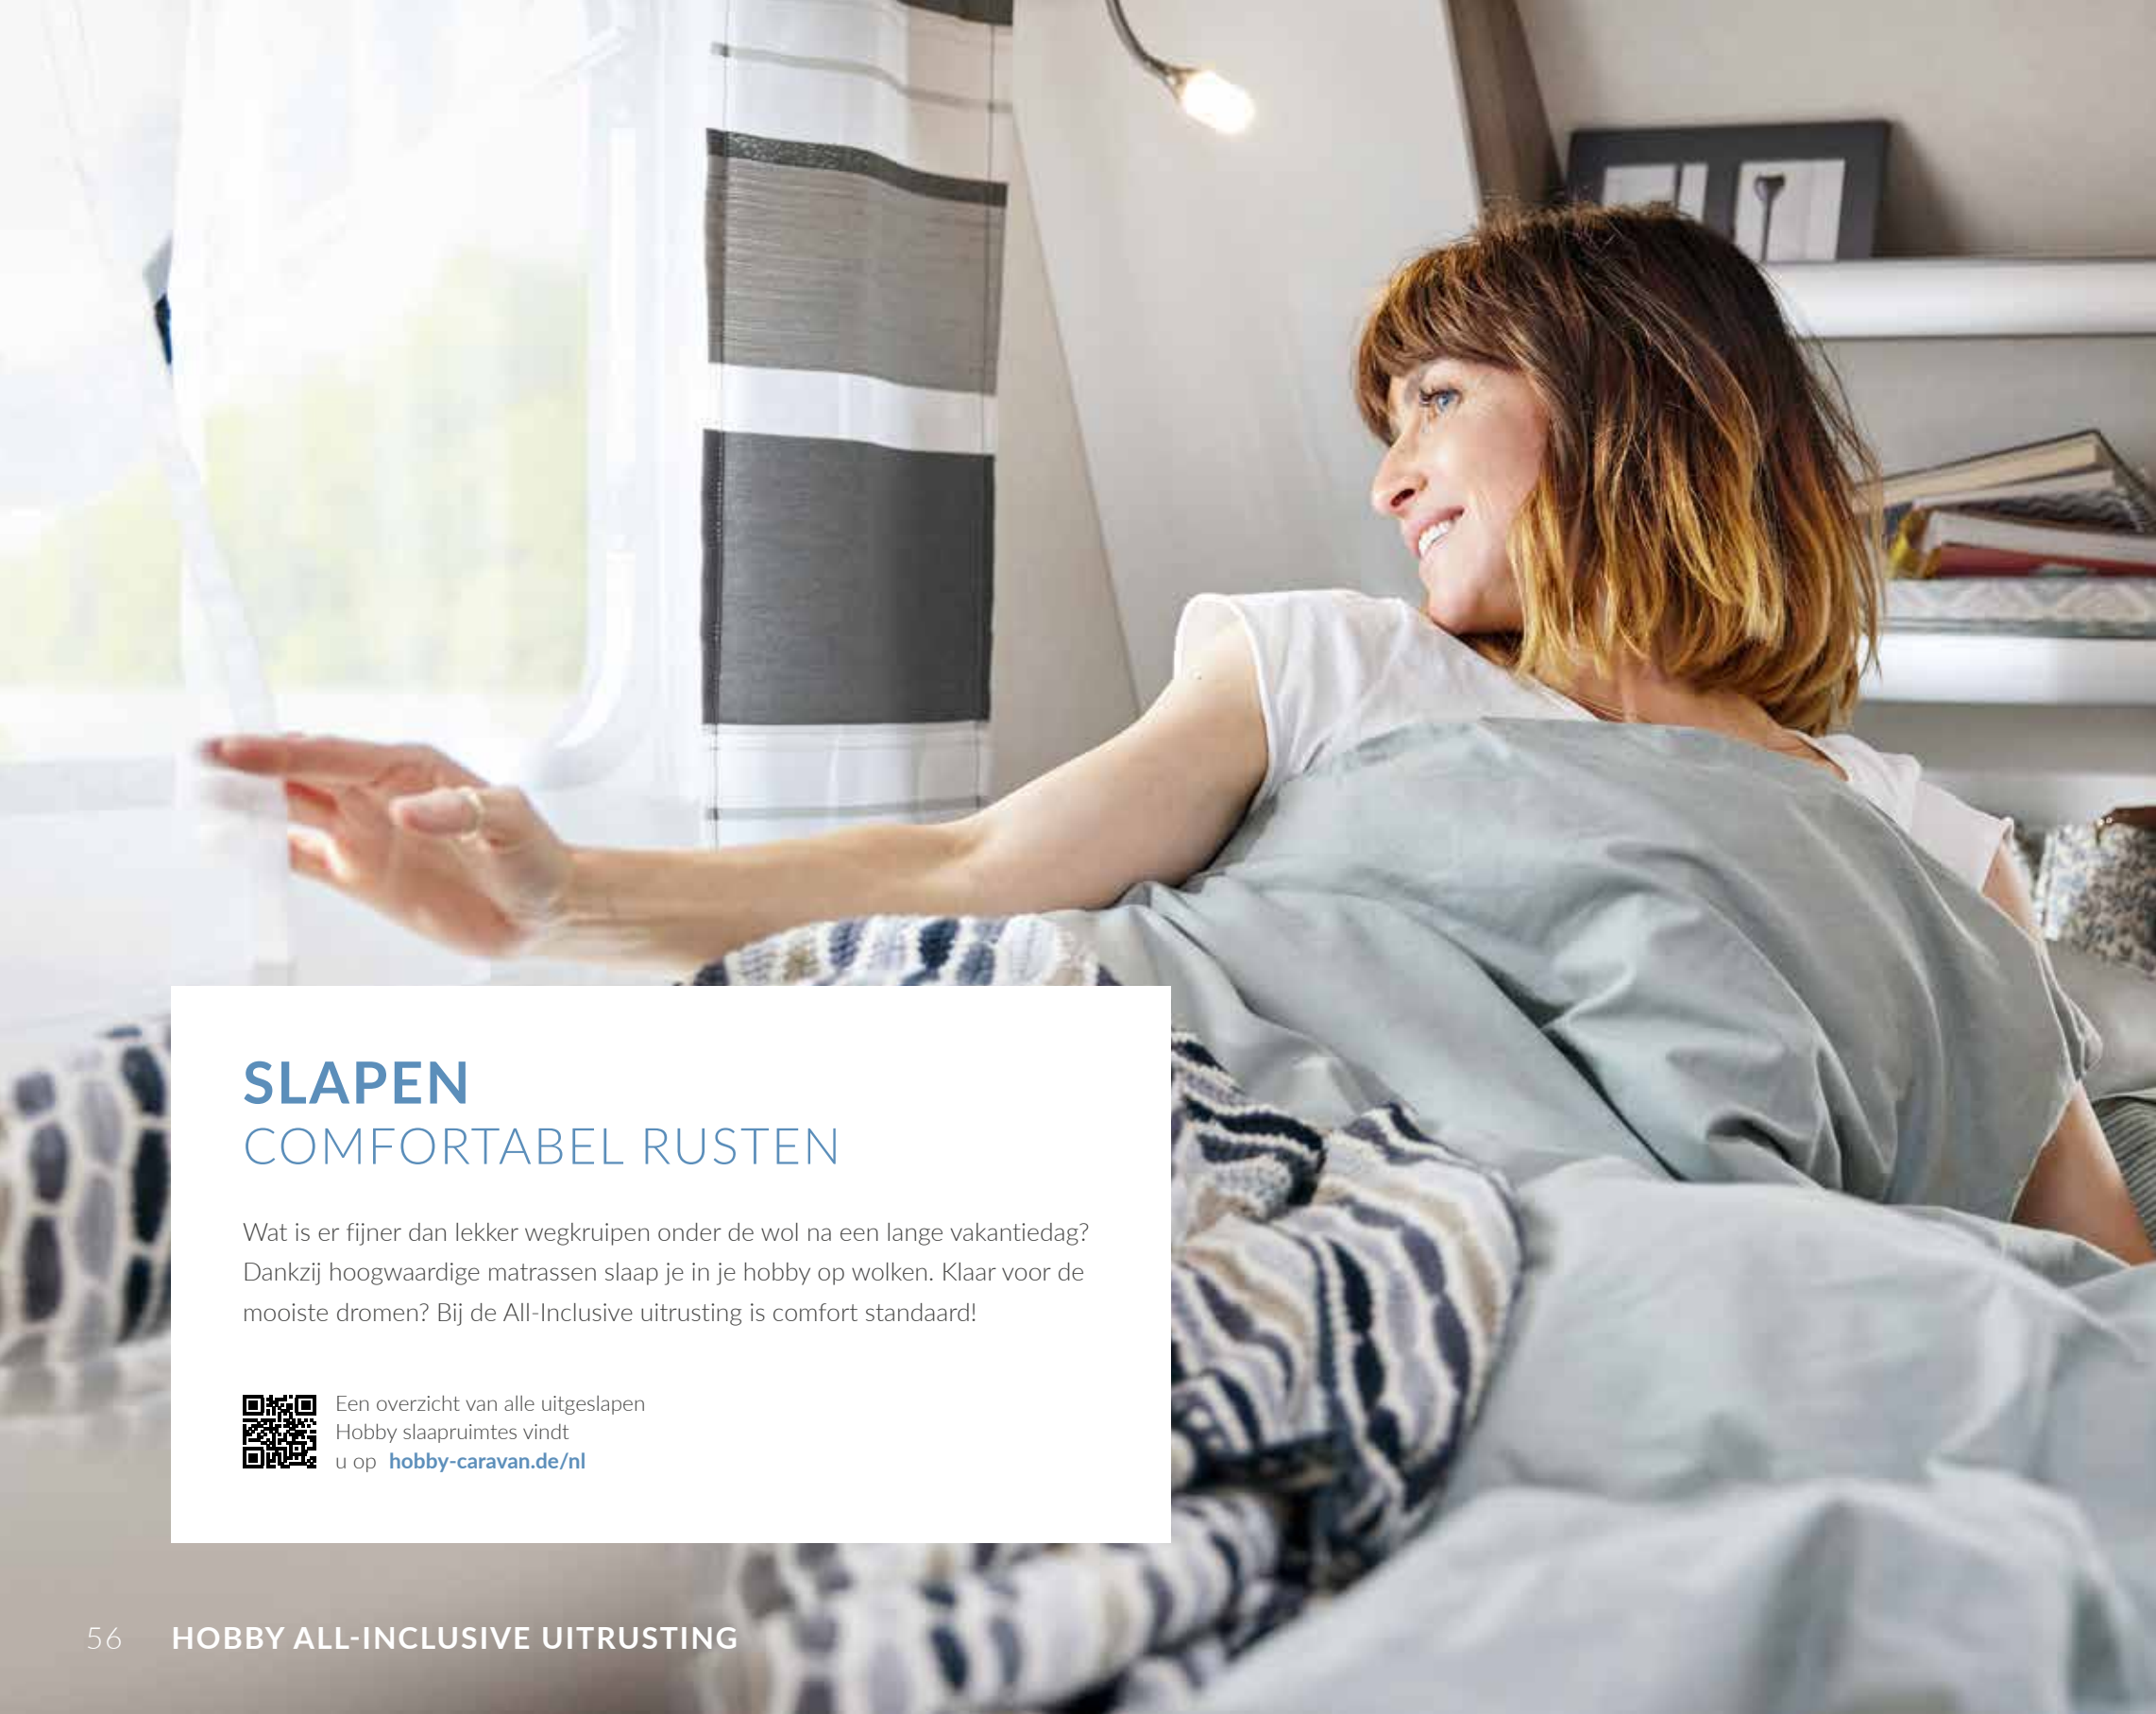 SLAPEN
COMFORTABEL RUSTEN
Wat is er fijner dan lekker wegkruipen onder de wol na een lange vakantiedag?
Dankzij hoogwaardige matrassen slaap je in je hobby op wolken. Klaar voor de
mooiste dromen? Bij de All-Inclusive uitrusting is comfort standaard!
Een overzicht van alle uitgeslapen
Hobby slaapruimtes vindt
u op hobby-caravan.de/nl
56 HOBBY ALL-INCLUSIVE UITRUSTING